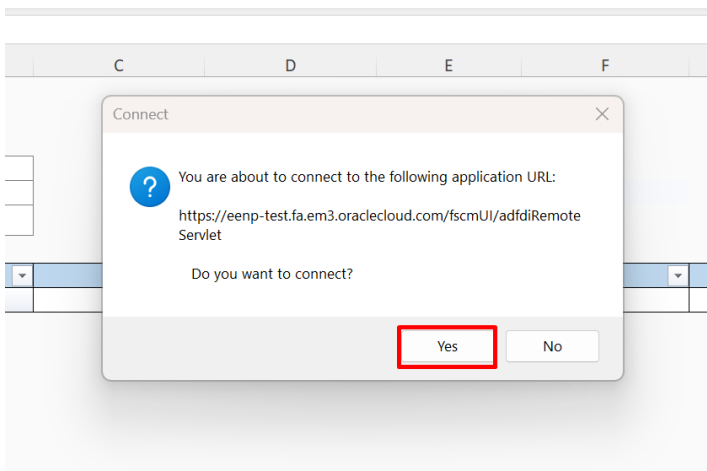 C D E F
Connect
You are about to connect to the following application URL:
https://eenp-test.fa.em3.oraclecloud.com/fscmUI/adfdiRemote
Servlet
Do you want to connect?
Yes No